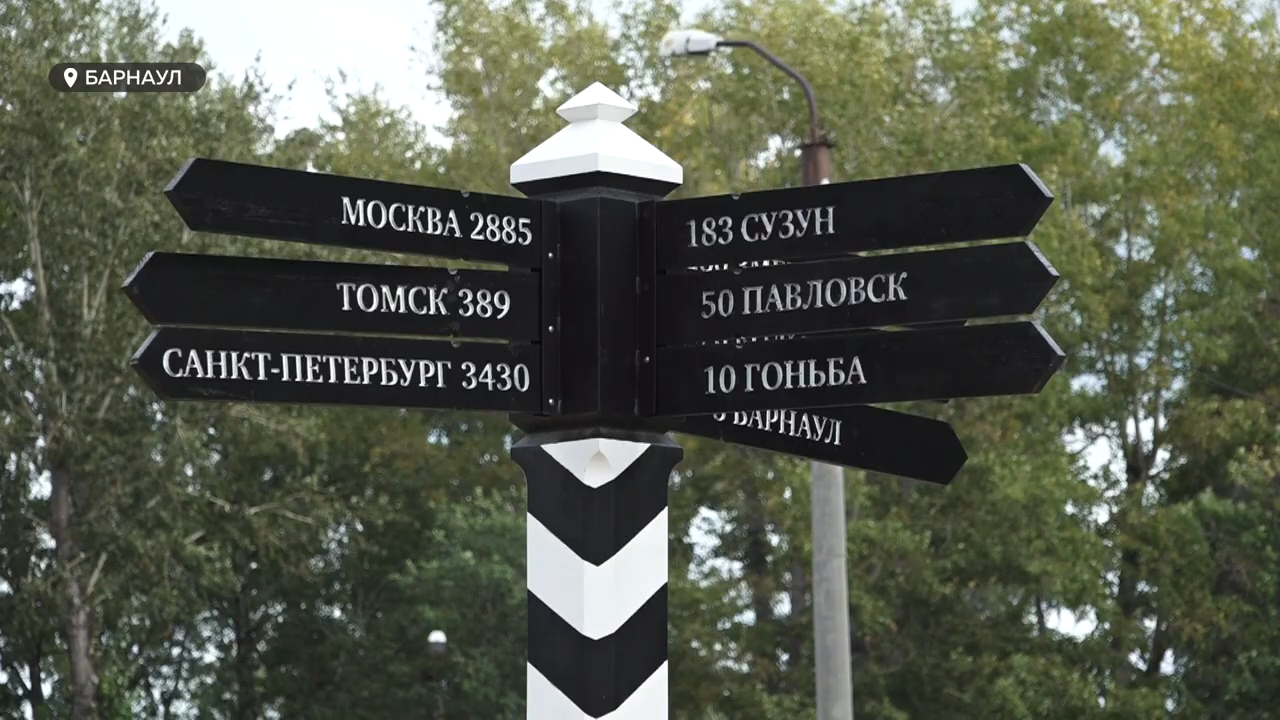 БАРНАУЛ
МОСКВА 2885
ТОМСК 389
САНКТ-ПЕТЕРБУРГ 3430
183 СУЗУН
50 ПАВЛОВСК
10 ГОНЬБА
БАРНАУЛ